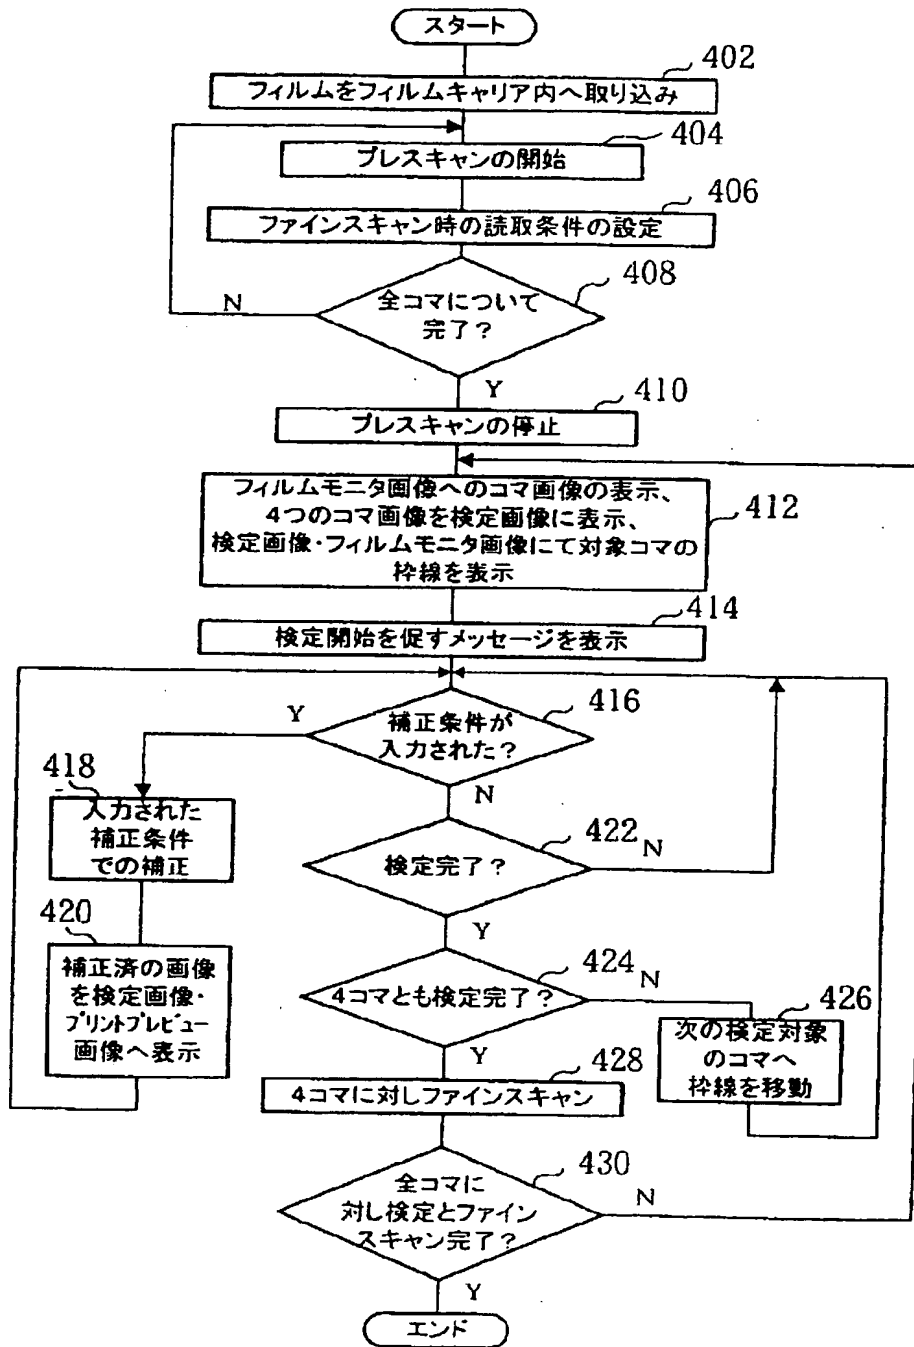 スタート
402
フィルムをフィルムキャリア内へ取り込み
404
プレスキャンの開始
406
ファインスキャン時の読取条件の設定
408
全コマについて
完了?
N
Y
410
プレスキャンの停止
412
フィルムモニタ画像へのコマ画像の表示、
4つのコマ画像を検定画像に表示、
検定画像・フィルムモニタ画像にて対象コマの
枠線を表示
414
検定開始を促すメッセージを表示
416
補正条件が
入力された?
Y
N
418
入力された
補正条件
での補正
420
補正済の画像
を検定画像・
プリントプレビュー
画像へ表示
422
検定完了?
N
Y
424
4コマとも検定完了?
N
Y
426
次の検定対象
のコマへ
枠線を移動
428
4コマに対しファインスキャン
430
全コマに
対し検定とファイン
スキャン完了?
N
Y
エンド